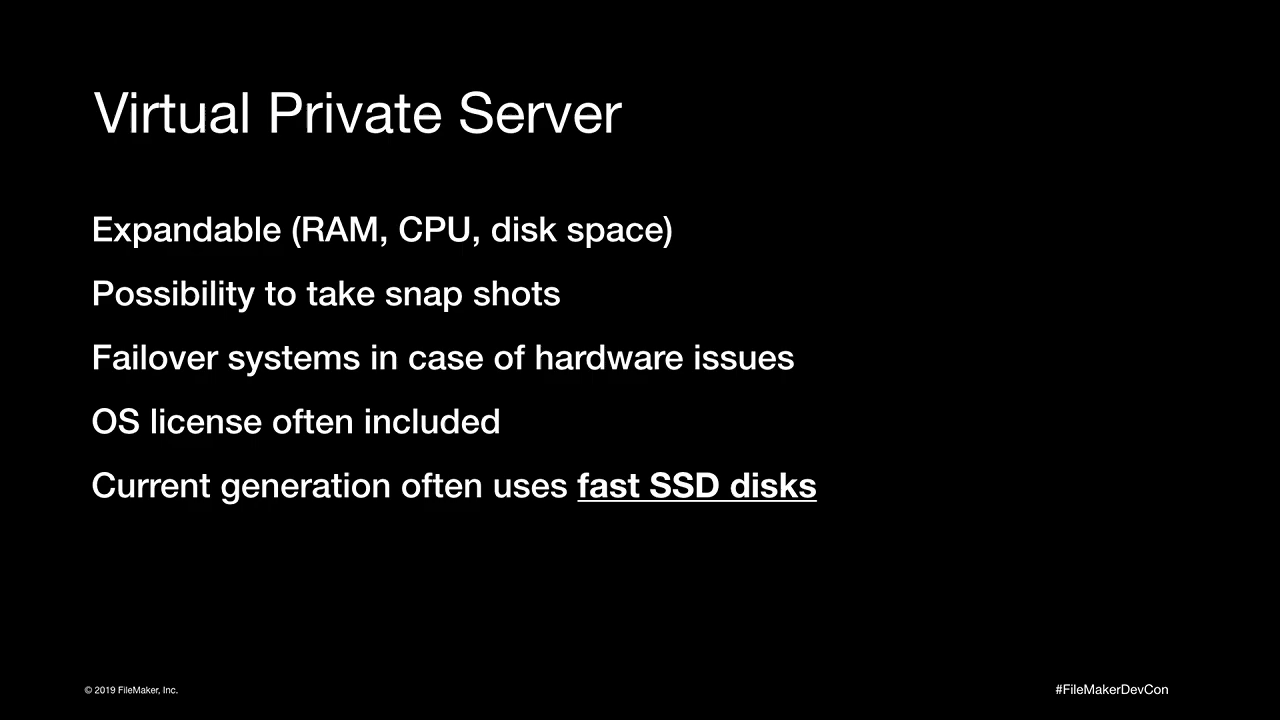 Virtual Private Server
Expandable (RAM, CPU, disk space)
Possibility to take snap shots
Failover systems in case of hardware issues
OS license often included
Current generation often uses fast SSD disks
© 2019 FileMaker, Inc.
#FileMakerDevCon